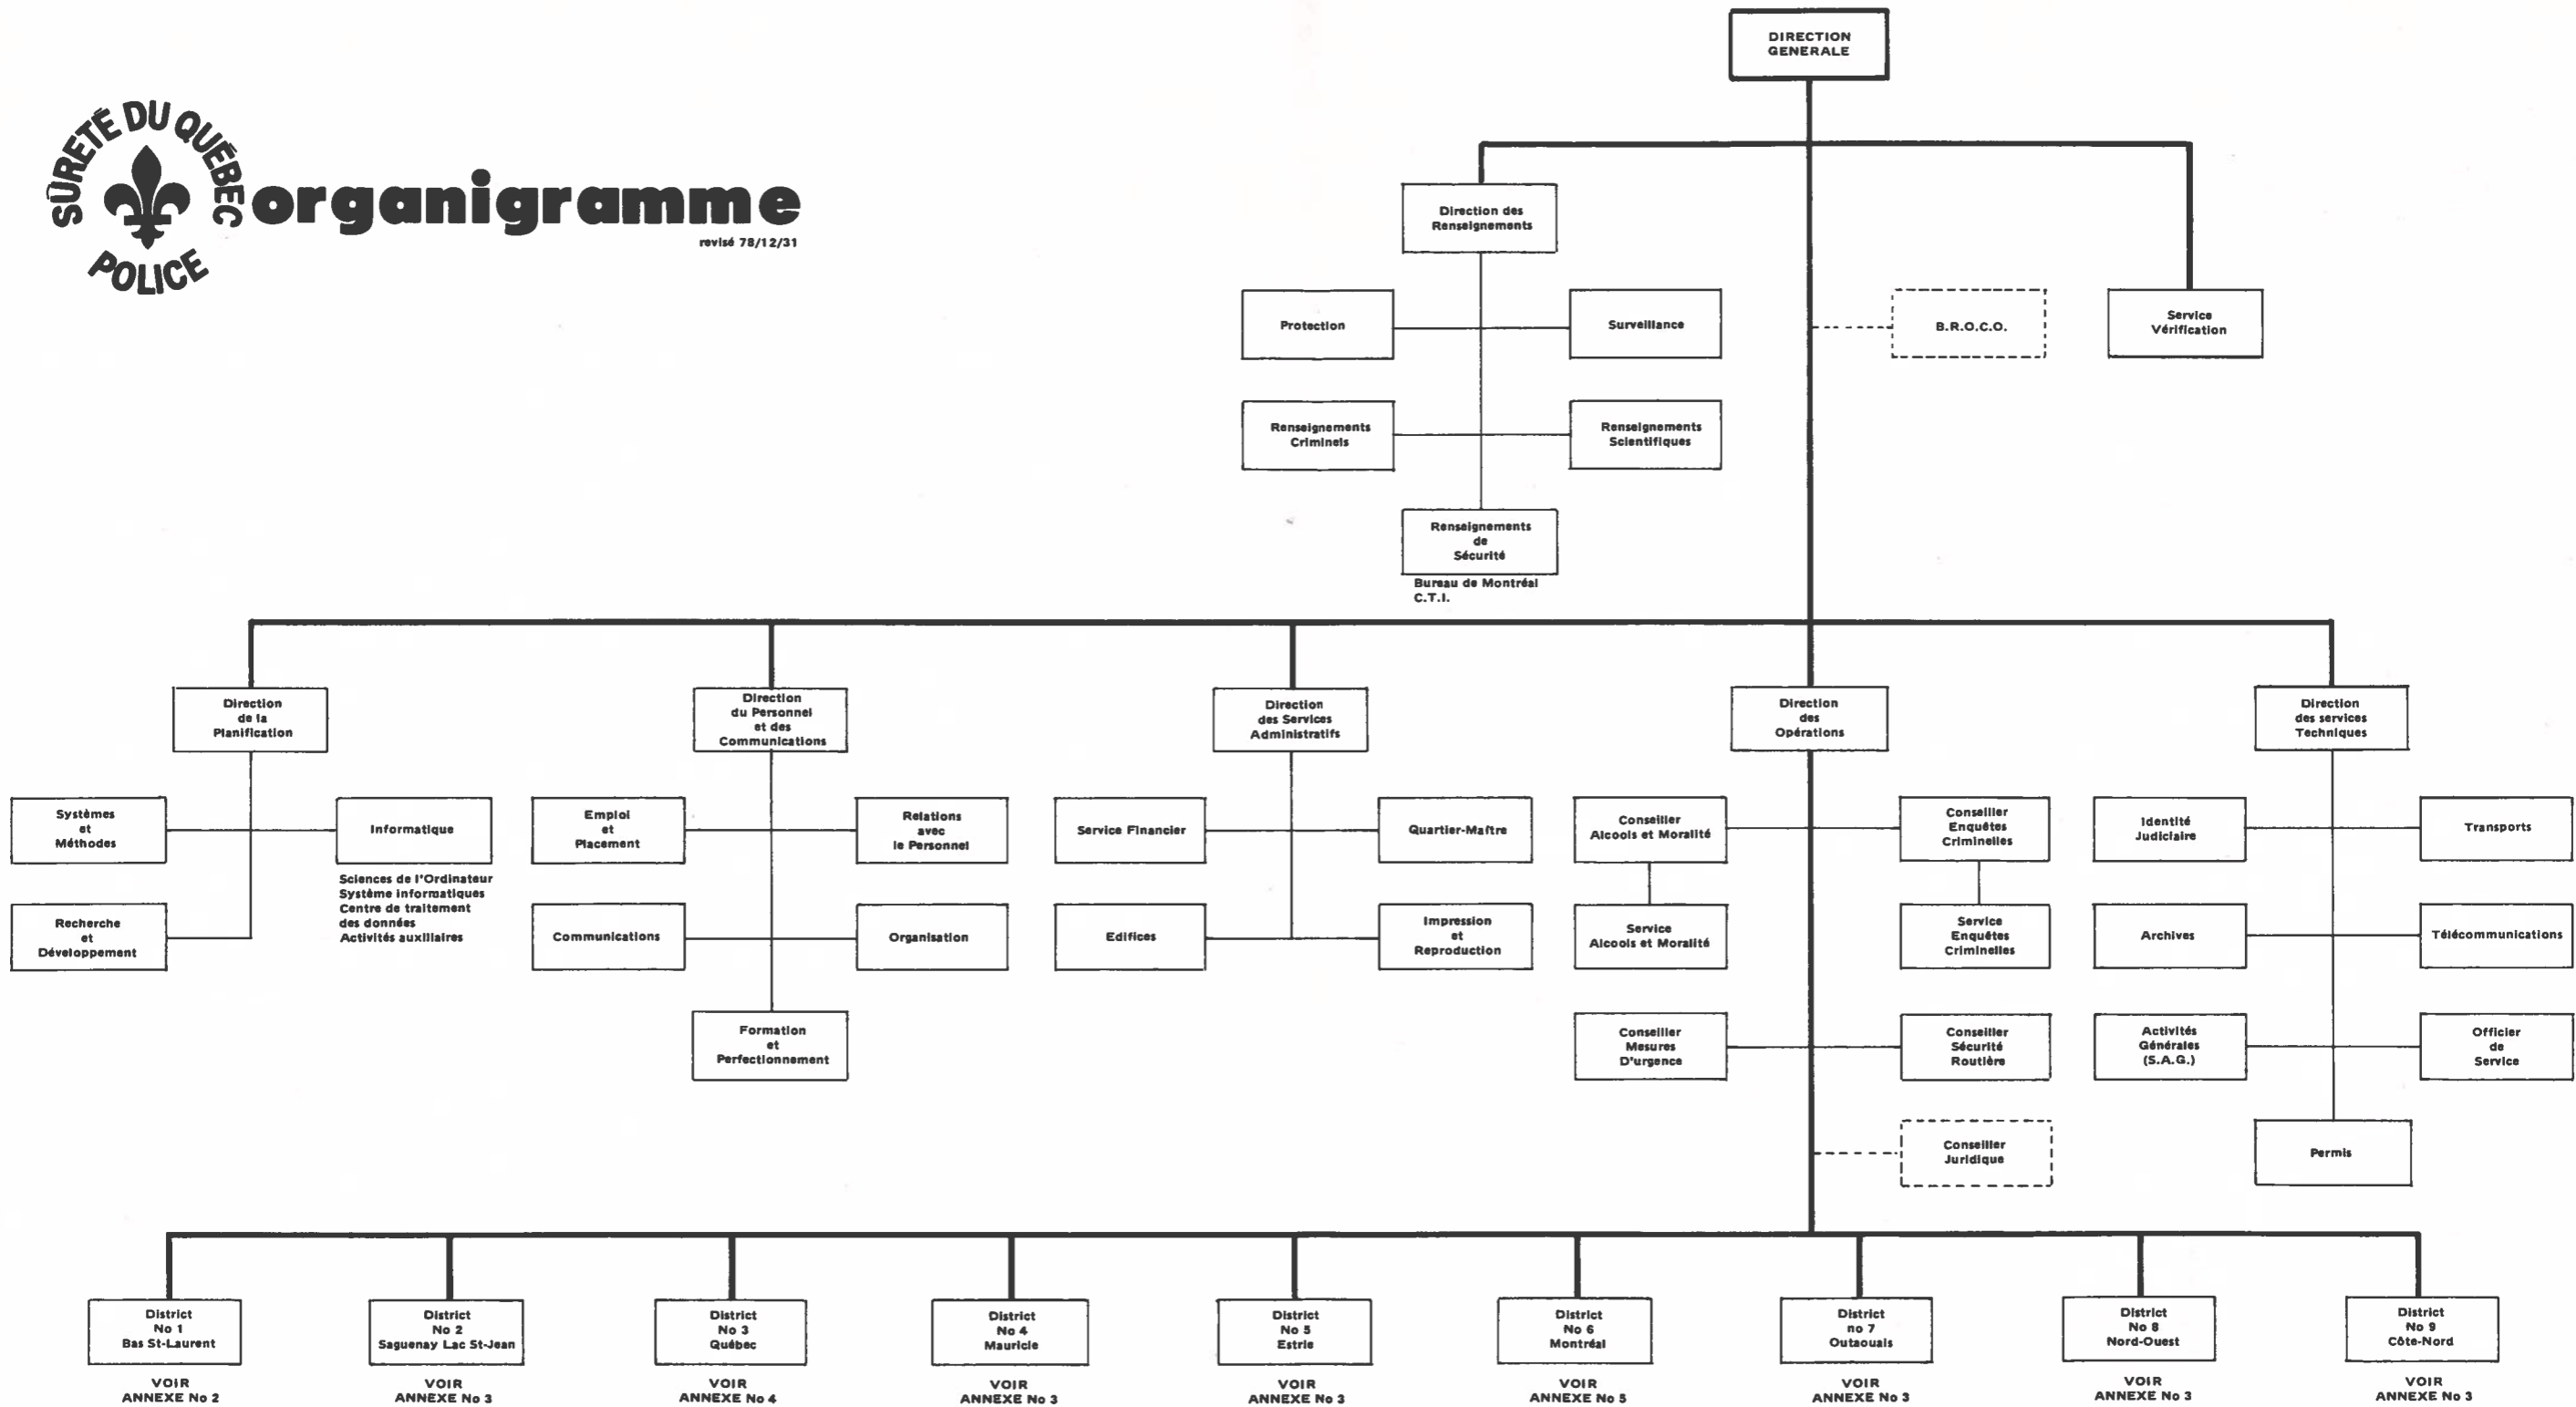 DIRECTION
GENERALE
SÛRETÉ DU QUÉBEC
POLICE
organigramme
revisé 78/12/31
Direction des
Renseignements
Protection
Surveillance
B.R.O.C.O.
Service
Vérification
Renseignements
Criminels
Renseignements
Scientifiques
Renseignements
de
Sécurité
Bureau de Montréal
C.T.I.
Direction
de la
Planification
Direction
du Personnel
et des
Communications
Direction
des Services
Administratifs
Direction
des
Opérations
Direction
des services
Techniques
Systèmes
et
Méthodes
Informatique
Sciences de l'Ordinateur
Système informatiques
Centre de traitement
des données
Activités auxiliaires
Recherche
et
Développement
Emploi
et
Placement
Relations
avec
le Personnel
Communications
Organisation
Formation
et
Perfectionnement
Service Financier
Quartier-Maître
Edifices
Impression
et
Reproduction
Conseiller
Alcools et Moralité
Conseiller
Enquêtes
Criminelles
Service
Alcools et Moralité
Service
Enquêtes
Criminelles
Conseiller
Mesures
D'urgence
Conseiller
Sécurité
Routière
Conseiller
Juridique
Identité
Judiciaire
Transports
Archives
Télécommunications
Activités
Générales
(S.A.G.)
Officier
de
Service
Permis
District
No 1
Bas St-Laurent
VOIR
ANNEXE No 2
District
No 2
Saguenay Lac St-Jean
VOIR
ANNEXE No 3
District
No 3
Québec
VOIR
ANNEXE No 4
District
No 4
Mauricie
VOIR
ANNEXE No 3
District
No 5
Estrie
VOIR
ANNEXE No 3
District
No 6
Montréal
VOIR
ANNEXE No 5
District
no 7
Outaouais
VOIR
ANNEXE No 3
District
No 8
Nord-Ouest
VOIR
ANNEXE No 3
District
No 9
Côte-Nord
VOIR
ANNEXE No 3